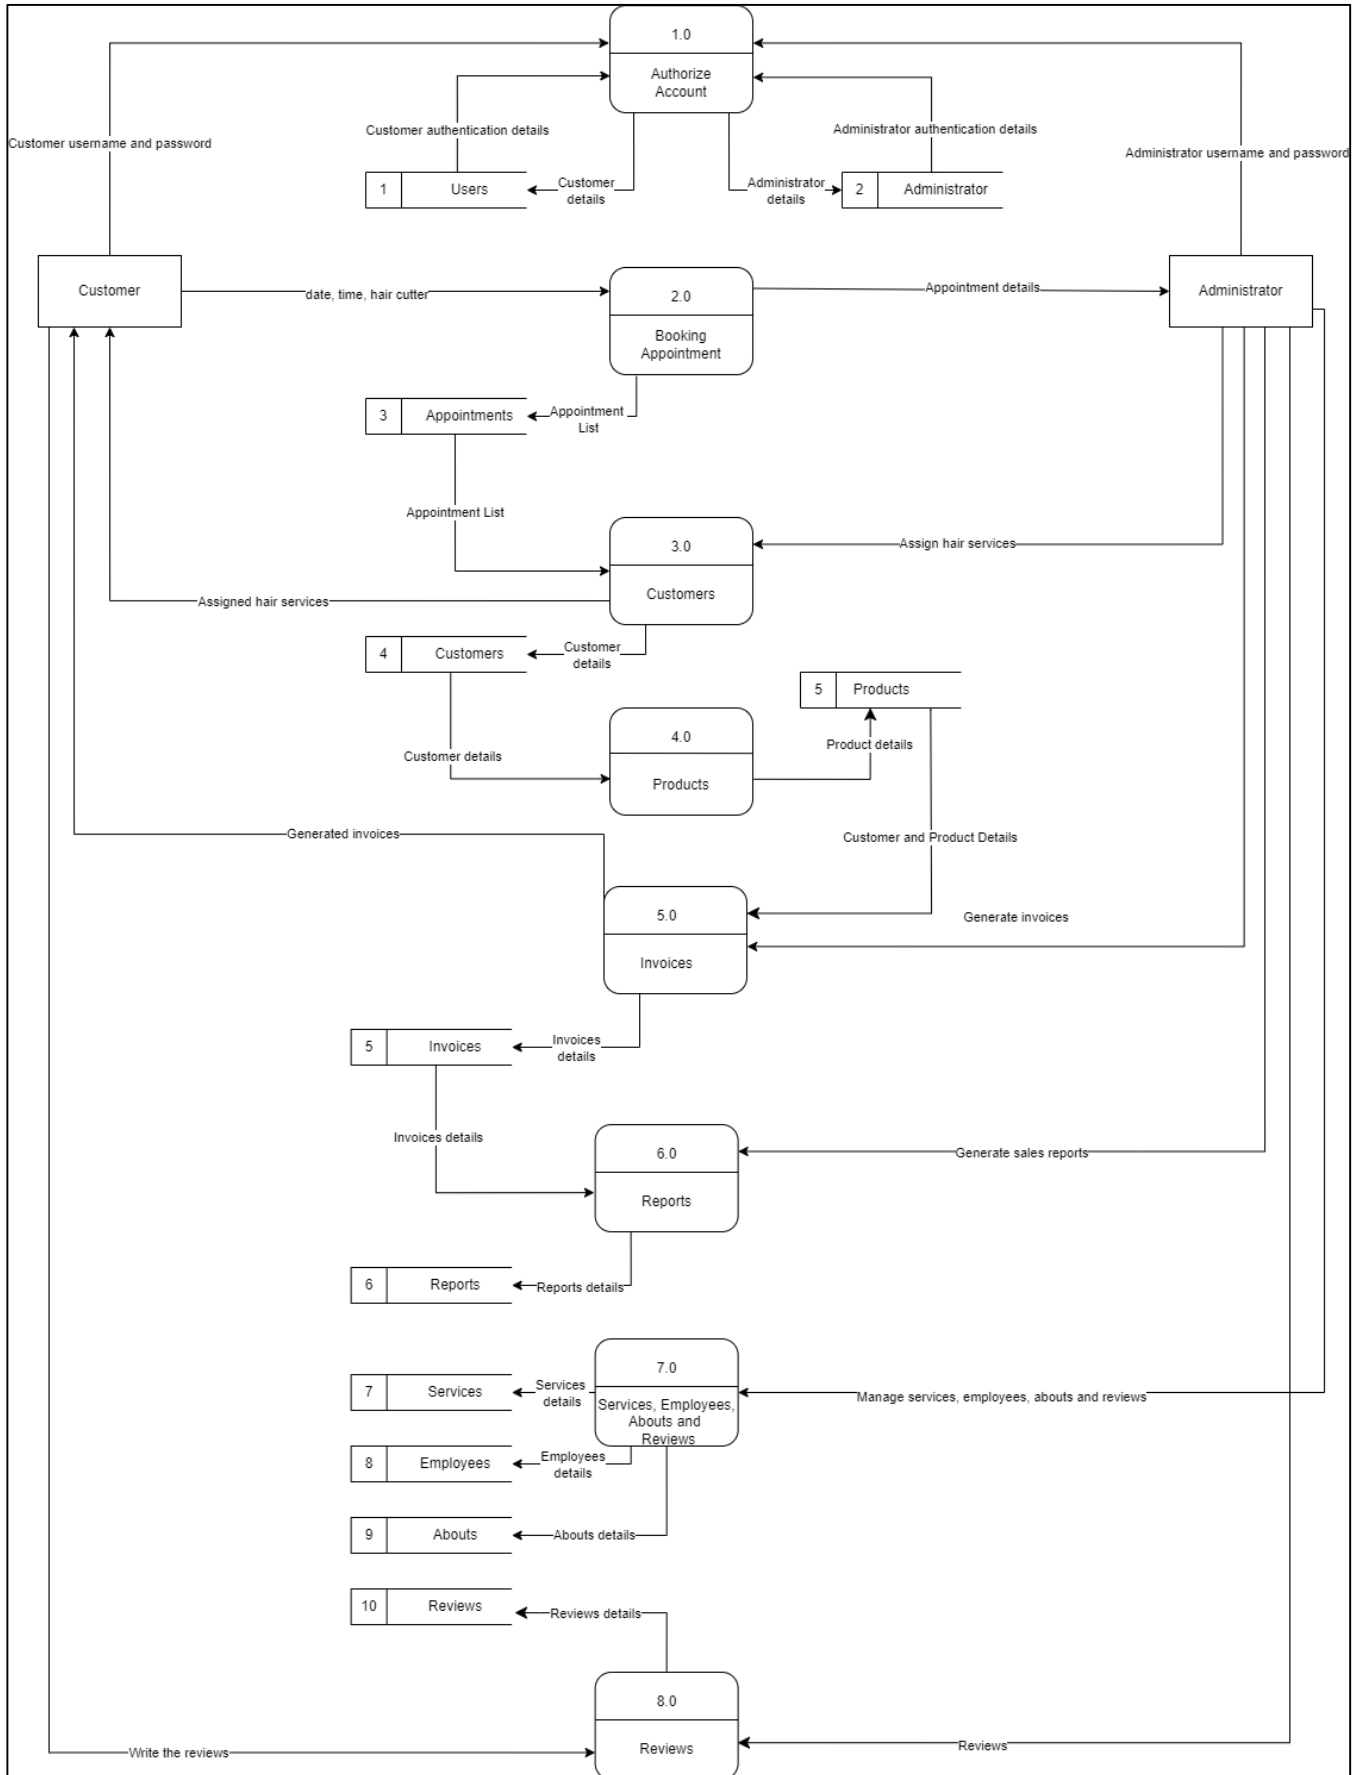 1.0
Authorize
Account
Customer authentication details
Administrator authentication details
Customer username and password
Administrator username and password
1 Users
Customer
details
Administrator
details
2 Administrator
Customer
date, time, hair cutter
2.0
Booking
Appointment
Appointment details
Administrator
3 Appointments
Appointment
List
Appointment List
3.0
Customers
Assign hair services
Assigned hair services
4 Customers
Customer
details
5 Products
4.0
Products
Customer details
Product details
Generated invoices
Customer and Product Details
5.0
Invoices
Generate invoices
5 Invoices
Invoices
details
Invoices details
6.0
Reports
Generate sales reports
6 Reports
Reports details
7.0
Services, Employees,
Abouts and
Reviews
7 Services
Services
details
Manage services, employees, abouts and reviews
8 Employees
Employees
details
9 Abouts
Abouts details
10 Reviews
Reviews details
8.0
Reviews
Write the reviews
Reviews